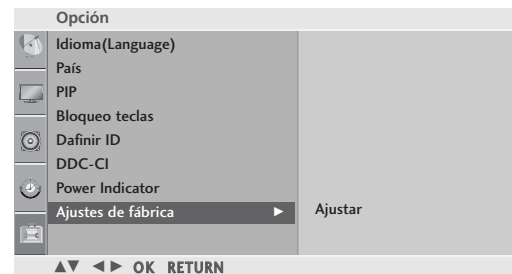 Opción
Idioma(Language)
País
PIP
Bloqueo teclas
Dafinir ID
DDC-CI
Power Indicator
Ajustes de fábrica ► Ajustar
▲▼ ◄► OK RETURN